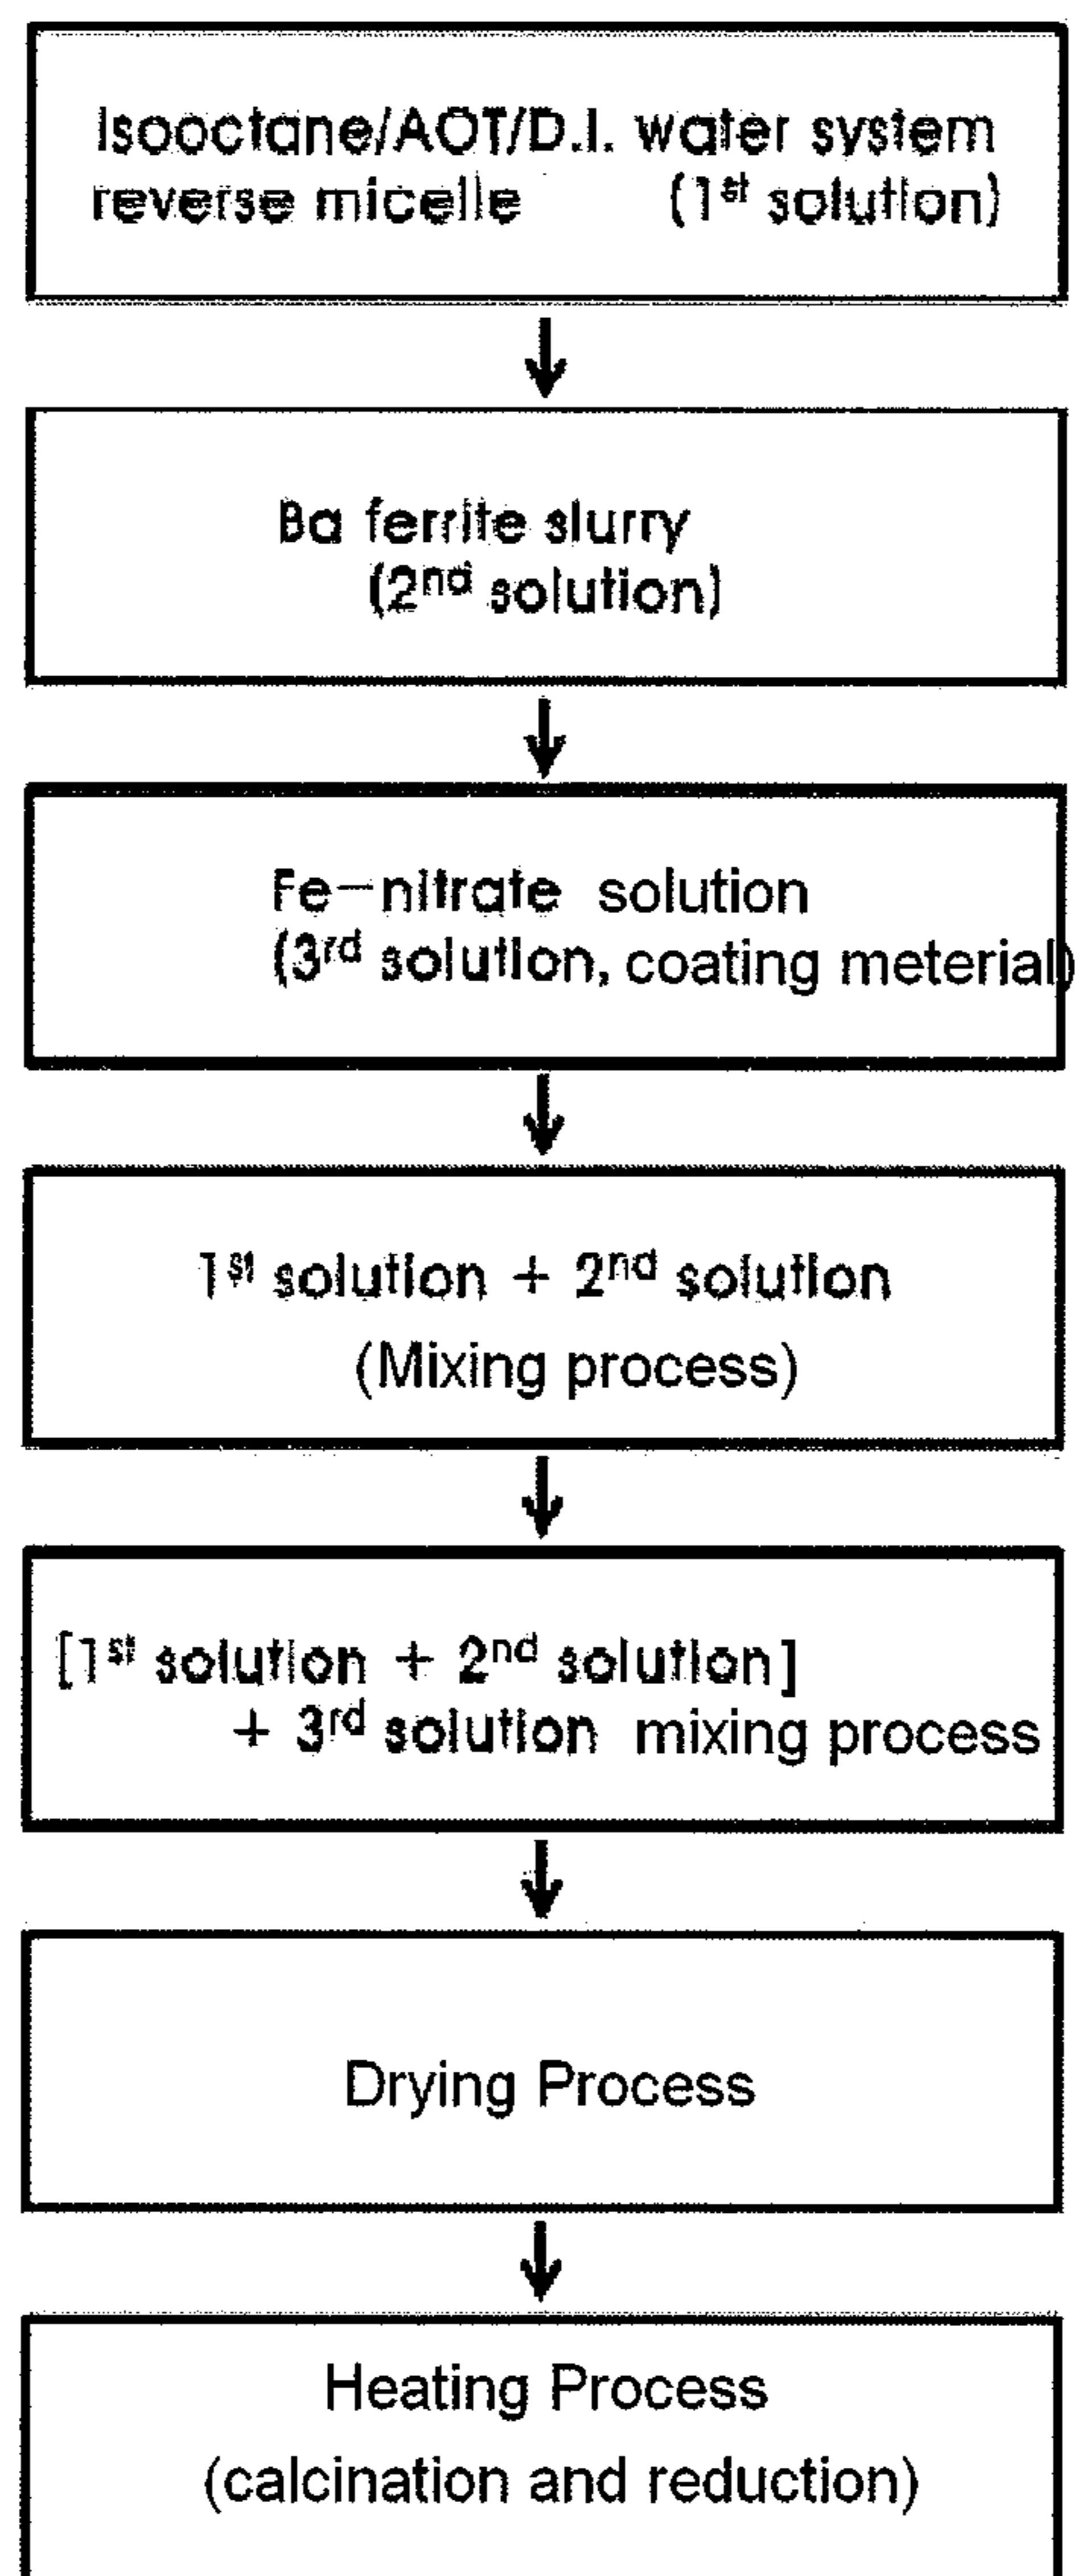 Isooctane/AOT/D.I. water system
reverse micelle (1st solution)
Ba ferrite slurry
(2nd solution)
Fe-nitrate solution
(3rd solution, coating meterial)
1st solution + 2nd solution
(Mixing process)
[1st solution + 2nd solution]
+ 3rd solution mixing process
Drying Process
Heating Process
(calcination and reduction)